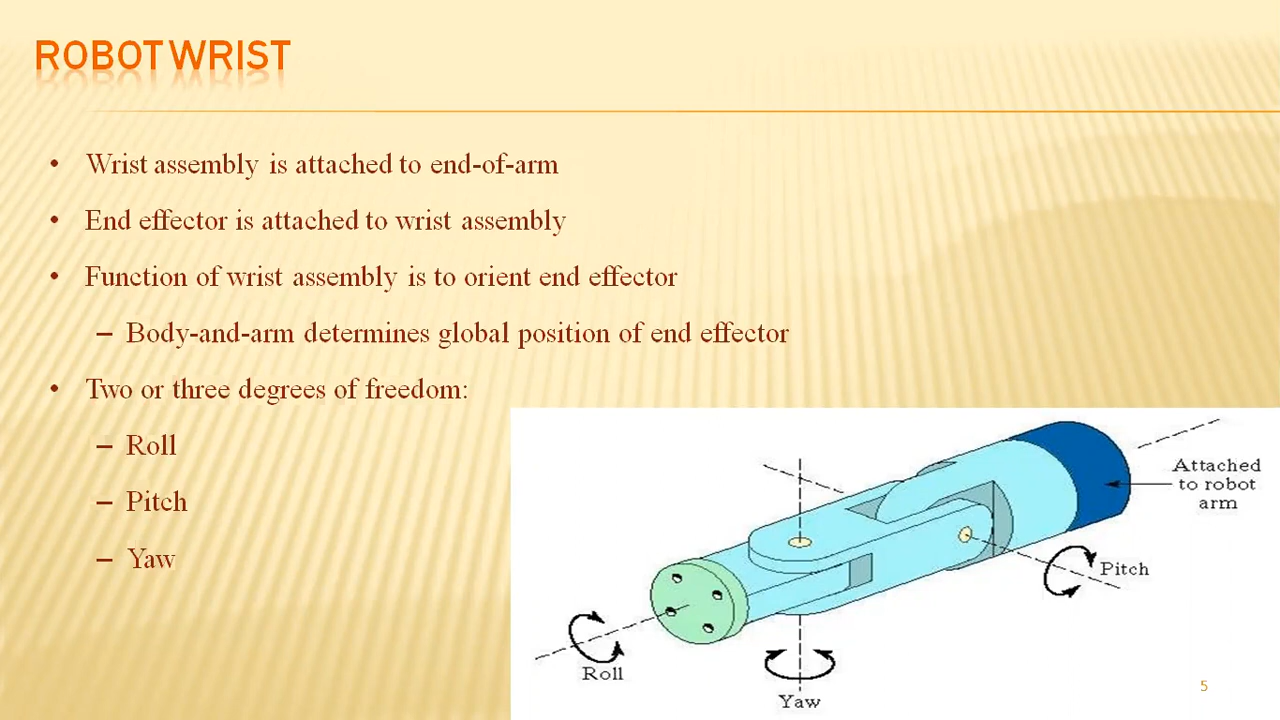 ROBOT WRIST
• Wrist assembly is attached to end-of-arm
• End effector is attached to wrist assembly
• Function of wrist assembly is to orient end effector
– Body-and-arm determines global position of end effector
• Two or three degrees of freedom:
– Roll
– Pitch
– Yaw
Attached
to robot
arm
Pitch
Roll
Yaw
5